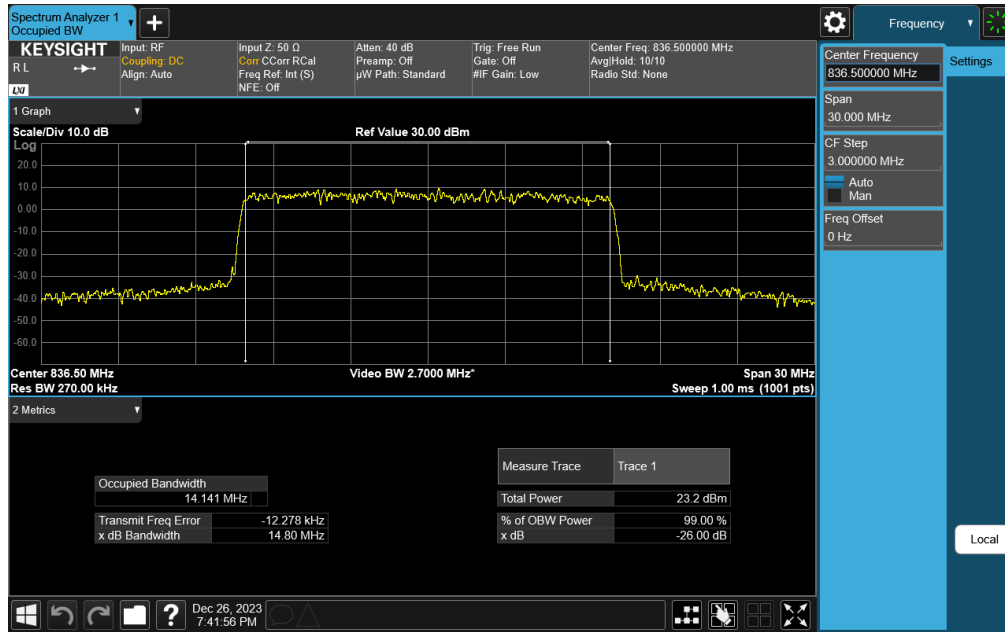 Spectrum Analyzer 1
Occupied BW
Frequency
KEYSIGHT
R L
LXI
Input: RF
Coupling: DC
Align: Auto
Input Z: 50 Ω
Corr CCorr RCal
Freq Ref: Int (S)
NFE: Off
Atten: 40 dB
Preamp: Off
µW Path: Standard
Trig: Free Run
Gate: Off
#IF Gain: Low
Center Freq: 836.500000 MHz
Avg|Hold: 10/10
Radio Std: None
Center Frequency
836.500000 MHz
Settings
Span
30.000 MHz
CF Step
3.000000 MHz
Auto
Man
Freq Offset
0 Hz
Local
1 Graph
Scale/Div 10.0 dB
Ref Value 30.00 dBm
Log
20.0
10.0
0.00
-10.0
-20.0
-30.0
-40.0
-50.0
-60.0
Center 836.50 MHz
Video BW 2.7000 MHz*
Span 30 MHz
Res BW 270.00 kHz
Sweep 1.00 ms (1001 pts)
2 Metrics
Measure Trace Trace 1
Occupied Bandwidth
14.141 MHz
Total Power 23.2 dBm
Transmit Freq Error -12.278 kHz
% of OBW Power 99.00 %
x dB Bandwidth 14.80 MHz
x dB -26.00 dB
?
Dec 26, 2023
7:41:56 PM